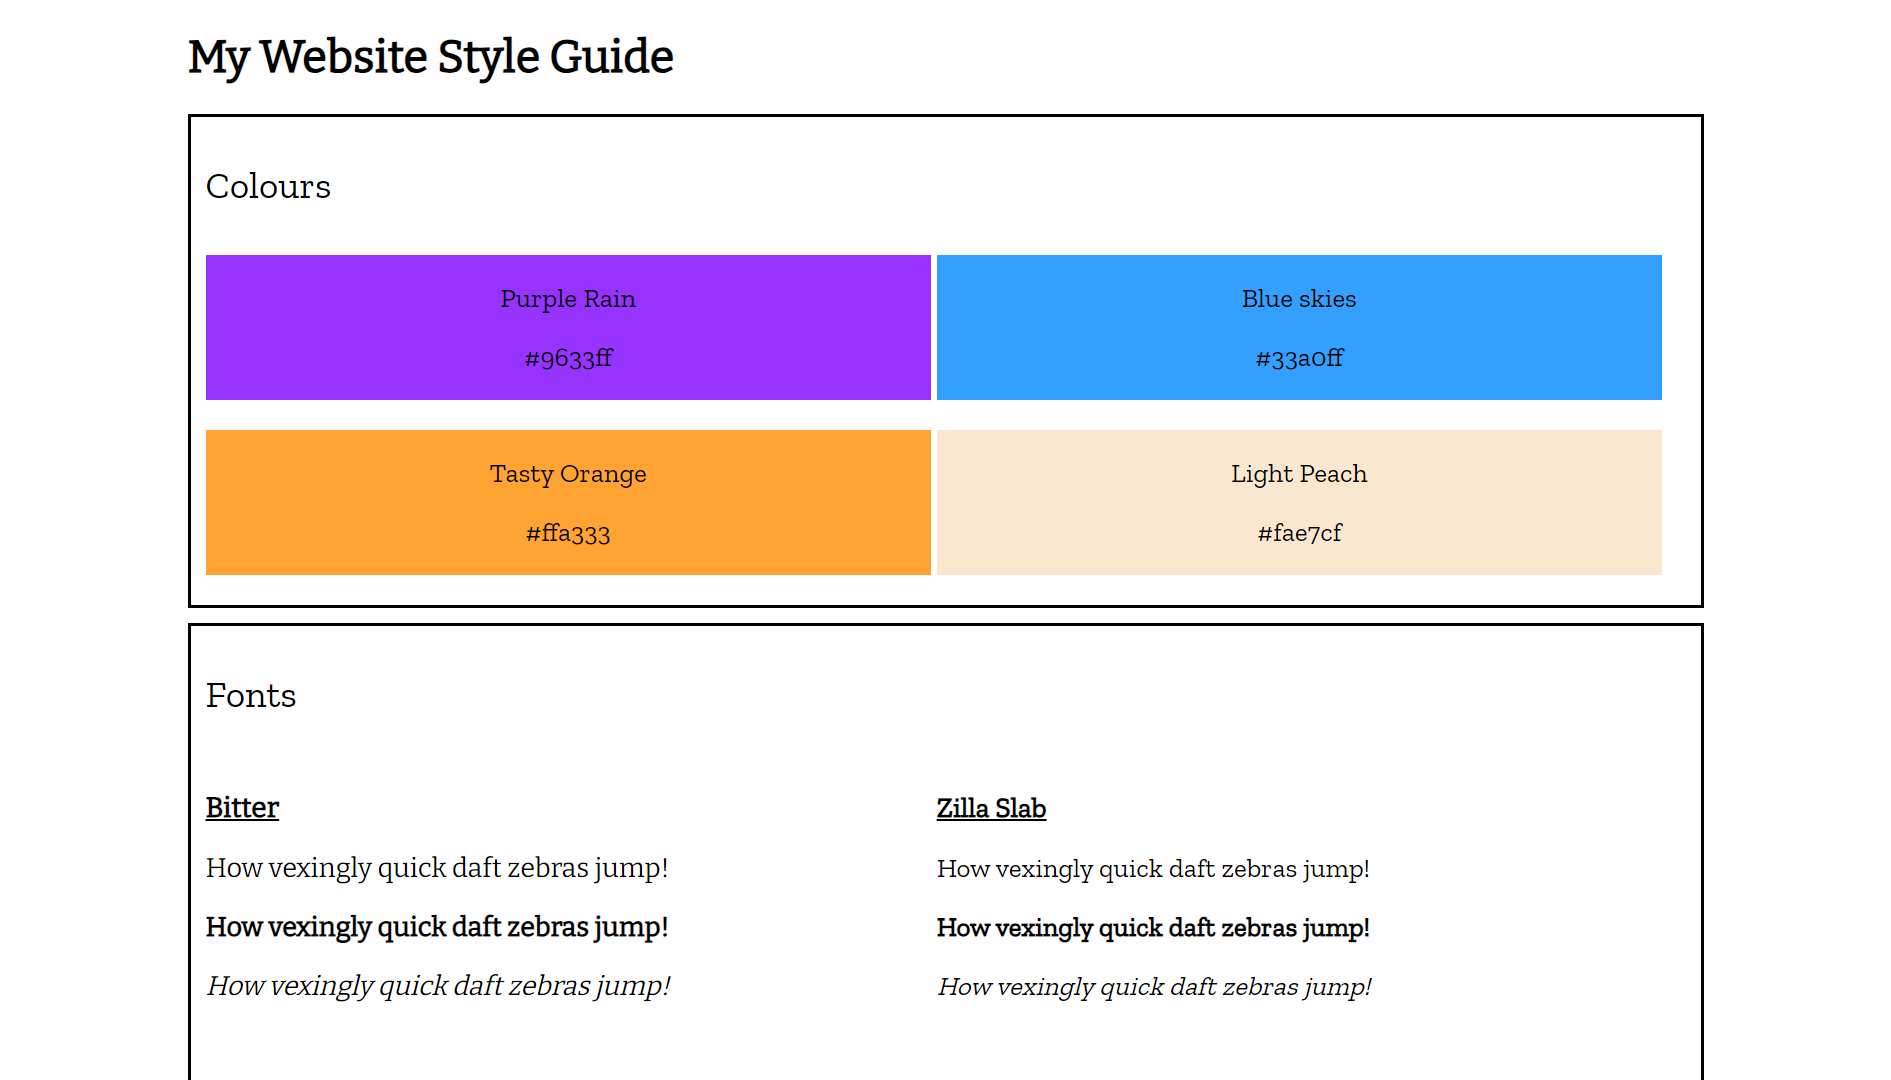 My Website Style Guide
Colours
Purple Rain
#9633ff
Blue skies
#33a0ff
Tasty Orange
#ffa333
Light Peach
#fae7cf
Fonts
Bitter
How vexingly quick daft zebras jump!
How vexingly quick daft zebras jump!
How vexingly quick daft zebras jump!
Zilla Slab
How vexingly quick daft zebras jump!
How vexingly quick daft zebras jump!
How vexingly quick daft zebras jump!